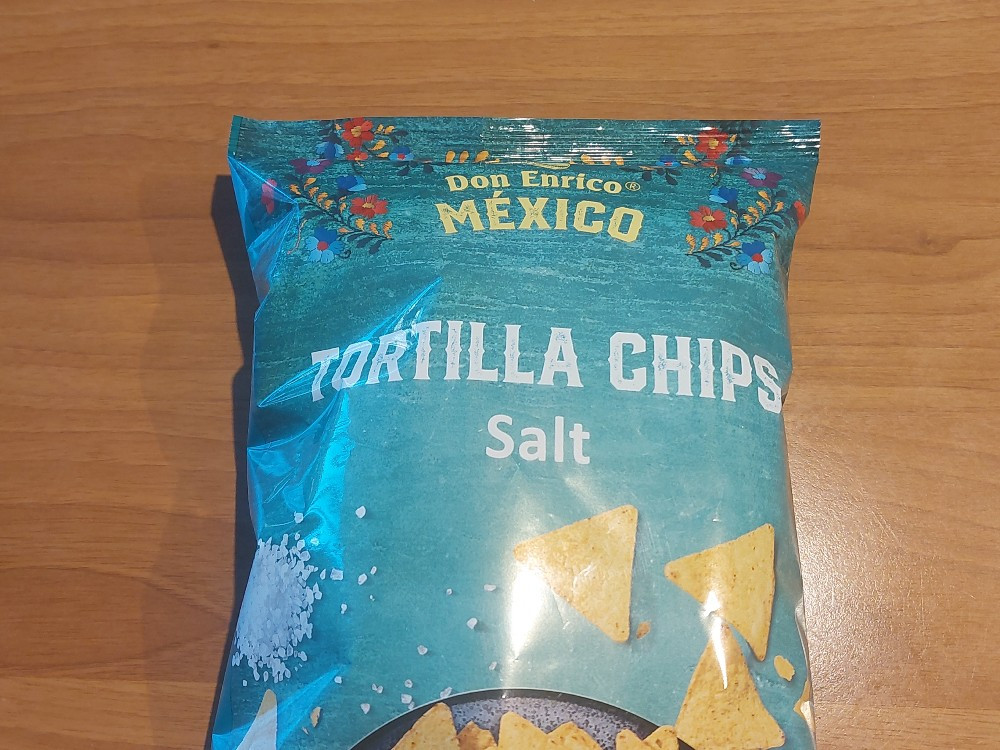 Don Enrico®
MÉXICO
TORTILLA CHIPS
Salt